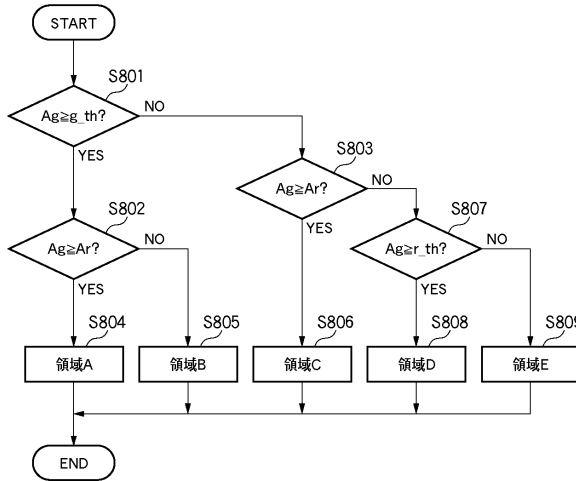 START
S801
Ag≧g_th?
NO
YES
S803
Ag≧Ar?
NO
YES
S802
Ag≧Ar?
NO
YES
S807
Ag≧r_th?
NO
YES
S804
領域A
S805
領域B
S806
領域C
S808
領域D
S809
領域E
END